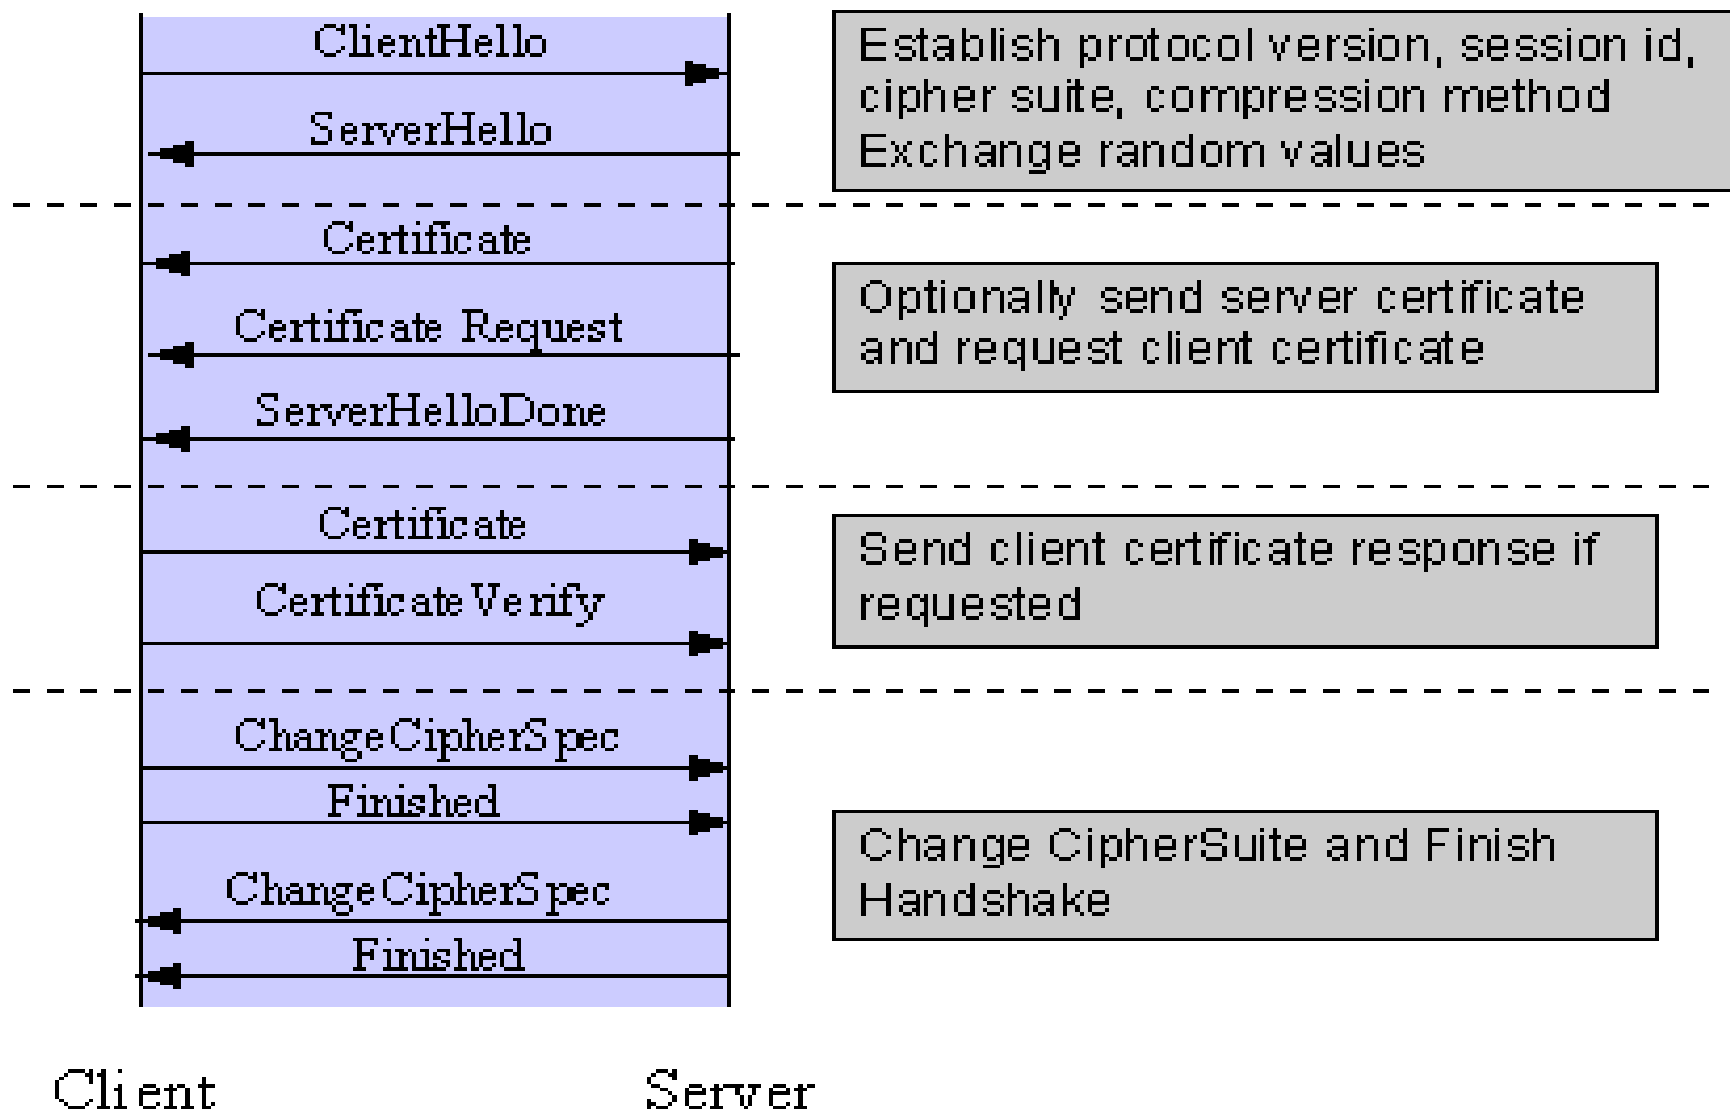 ClientHello
Establish protocol version, session id,
cipher suite, compression method
Exchange random values
ServerHello
Certificate
Optionally send server certificate
and request client certificate
Certificate Request
ServerHelloDone
Certificate
Send client certificate response if
requested
CertificateVerify
ChangeCipherSpec
Finished
Change CipherSuite and Finish
Handshake
ChangeCipherSpec
Finished
Client
Server